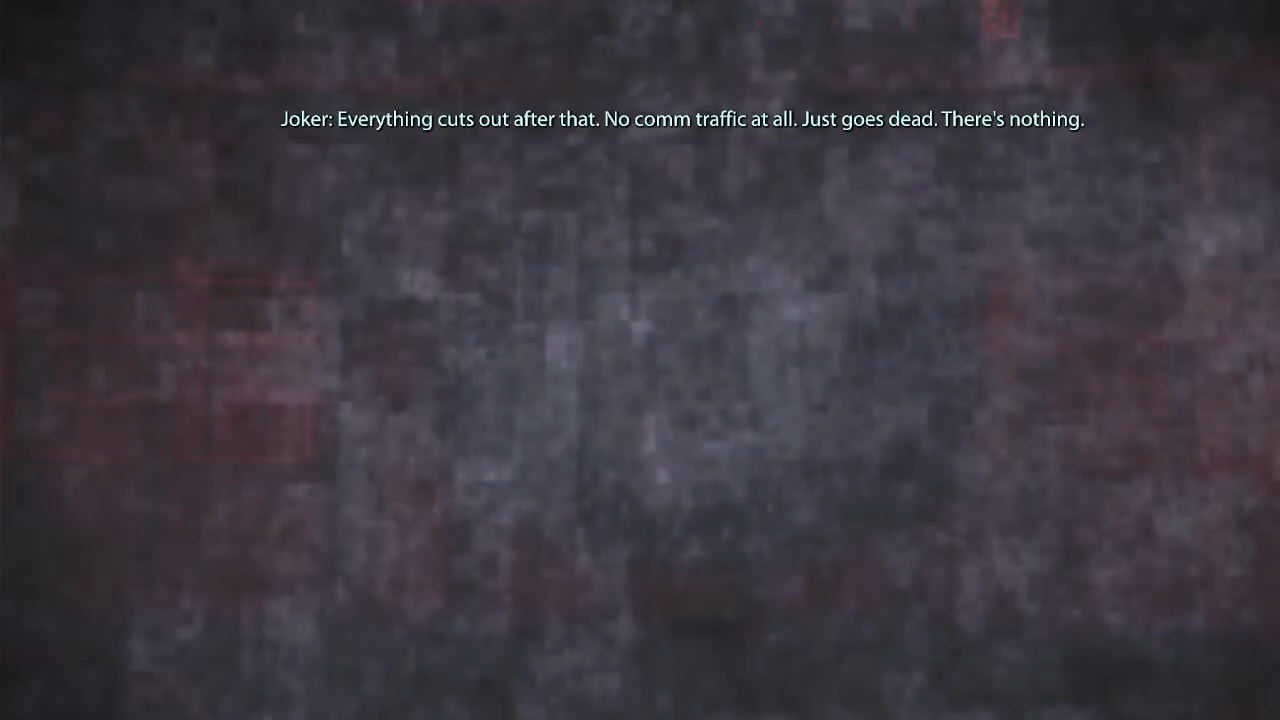 Joker: Everything cuts out after that. No comm traffic at all. Just goes dead. There's nothing.